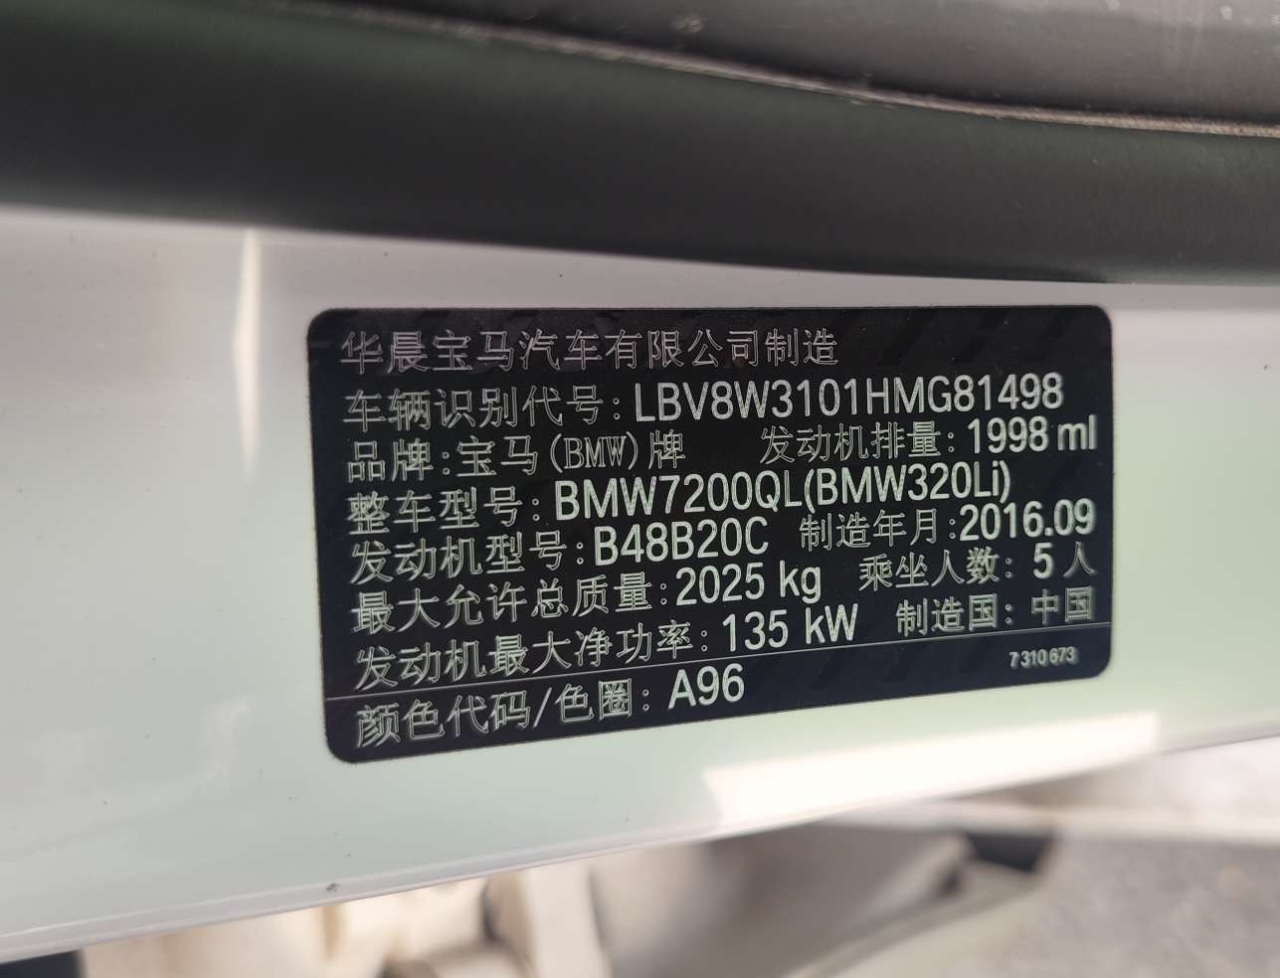 华晨宝马汽车有限公司制造
车辆识别代号: LBV8W3101HMG81498
品牌: 宝马(BMW)牌 发动机排量: 1998 ml
整车型号: BMW7200QL(BMW320Li)
发动机型号: B48B20C 制造年月: 2016.09
最大允许总质量: 2025 kg 乘坐人数: 5 人
发动机最大净功率: 135 kW 制造国: 中国
颜色代码/色圈: A96 7310673